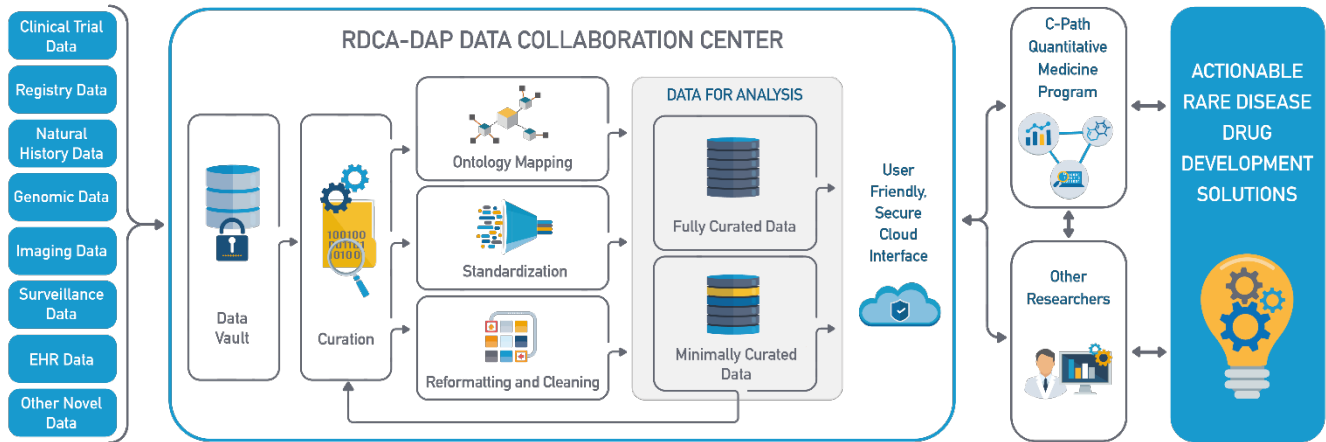 Clinical Trial
Data
Registry Data
Natural
History Data
Genomic Data
Imaging Data
Surveillance
Data
EHR Data
Other Novel
Data
RDCA-DAP DATA COLLABORATION CENTER
Data
Vault
100100
001101
10100
Curation
Ontology Mapping
Standardization
Reformatting and Cleaning
DATA FOR ANALYSIS
Fully Curated Data
Minimally Curated
Data
User
Friendly,
Secure
Cloud
Interface
C-Path
Quantitative
Medicine
Program
Other
Researchers
ACTIONABLE
RARE DISEASE
DRUG
DEVELOPMENT
SOLUTIONS